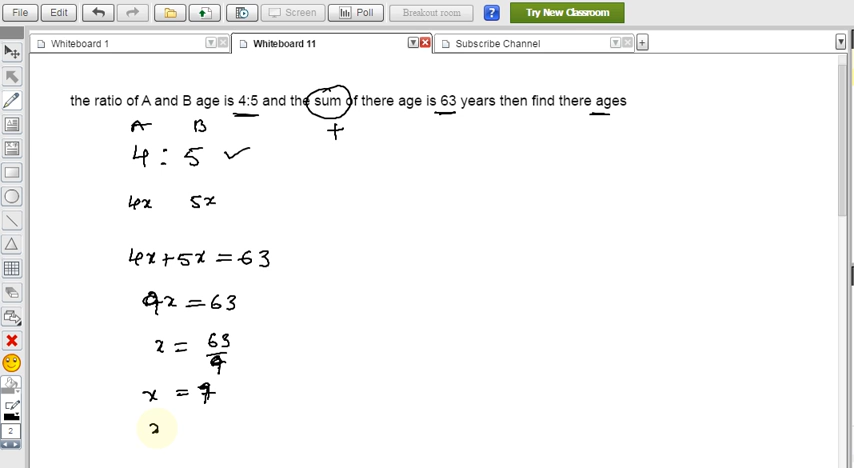 File Edit Screen Poll Breakout room ? Try New Classroom
Whiteboard 1 Whiteboard 11 Subscribe Channel
the ratio of A and B age is 4:5 and the sum of there age is 63 years then find there ages
A B +
4 : 5 ✓
4x 5x
4x+5x = 63
9x = 63
x = 63/9
x = 7
x
2